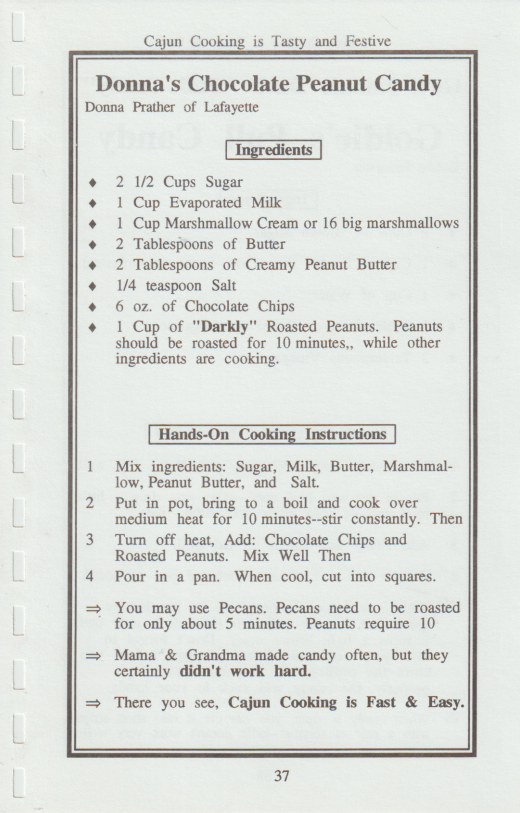 Cajun Cooking is Tasty and Festive
Donna's Chocolate Peanut Candy
Donna Prather of Lafayette
Ingredients
♦ 2 1/2 Cups Sugar
♦ 1 Cup Evaporated Milk
♦ 1 Cup Marshmallow Cream or 16 big marshmallows
♦ 2 Tablespoons of Butter
♦ 2 Tablespoons of Creamy Peanut Butter
♦ 1/4 teaspoon Salt
♦ 6 oz. of Chocolate Chips
♦ 1 Cup of "Darkly" Roasted Peanuts. Peanuts
should be roasted for 10 minutes,, while other
ingredients are cooking.
Hands-On Cooking Instructions
1 Mix ingredients: Sugar, Milk, Butter, Marshmal-
low, Peanut Butter, and Salt.
2 Put in pot, bring to a boil and cook over
medium heat for 10 minutes--stir constantly. Then
3 Turn off heat, Add: Chocolate Chips and
Roasted Peanuts. Mix Well Then
4 Pour in a pan. When cool, cut into squares.
⇒ You may use Pecans. Pecans need to be roasted
for only about 5 minutes. Peanuts require 10
⇒ Mama & Grandma made candy often, but they
certainly didn't work hard.
⇒ There you see, Cajun Cooking is Fast & Easy.
37